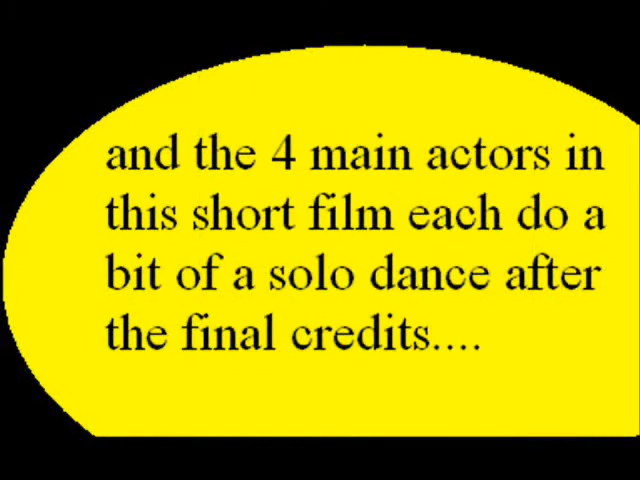 and the 4 main actors in
this short film each do a
bit of a solo dance after
the final credits....